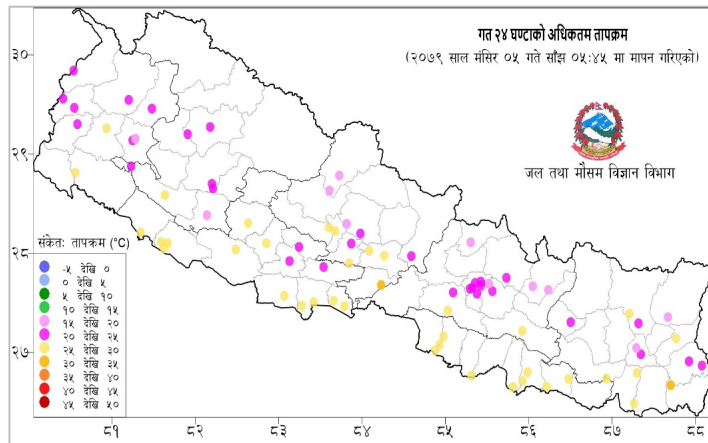 गत २४ घण्टाको अधिकतम तापक्रम
(२०७९ साल मंसिर ०५ गते साँझ ०५:४५ मा मापन गरिएको)
जल तथा मौसम विज्ञान विभाग
३०
२९
२८
२७
संकेतः तापक्रम (°C)
-५ देखि ०
० देखि ५
५ देखि १०
१० देखि १५
१५ देखि २०
२० देखि २५
२५ देखि ३०
३० देखि ३५
३५ देखि ४०
४० देखि ४५
४५ देखि ५०
८१ ८२ ८३ ८४ ८५ ८६ ८७ ८८